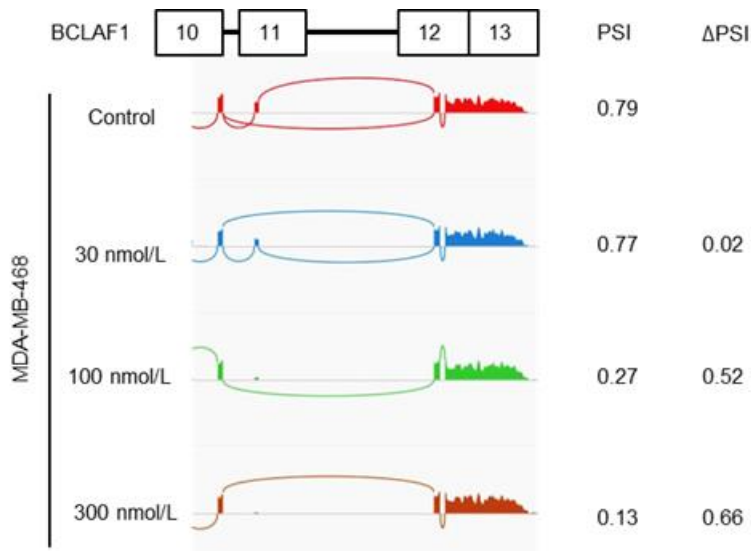 BCLAF1 10 11 12 13 PSI ΔPSI
Control 0.79
30 nmol/L 0.77 0.02
MDA-MB-468
100 nmol/L 0.27 0.52
300 nmol/L 0.13 0.66